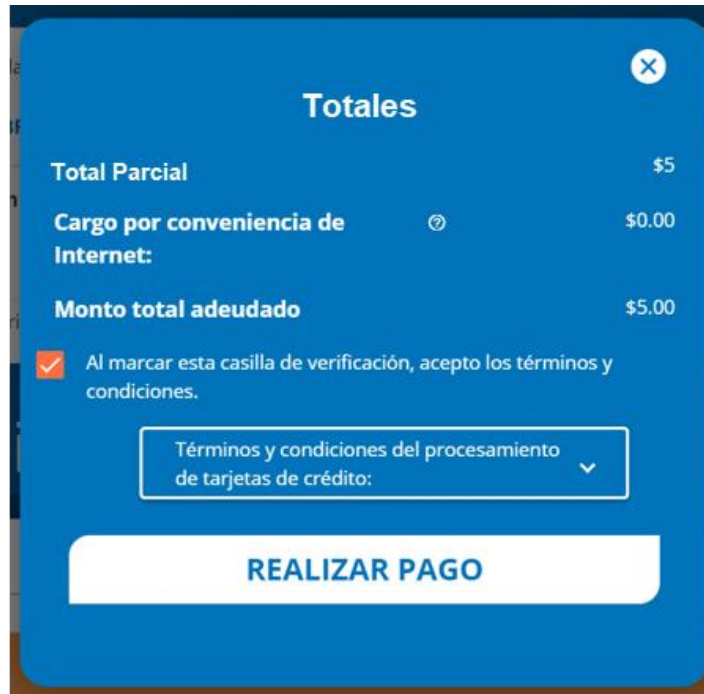 Totales
Total Parcial $5
Cargo por conveniencia de $0.00
Internet:
Monto total adeudado $5.00
Al marcar esta casilla de verificación, acepto los términos y
condiciones.
Términos y condiciones del procesamiento
de tarjetas de crédito:
REALIZAR PAGO